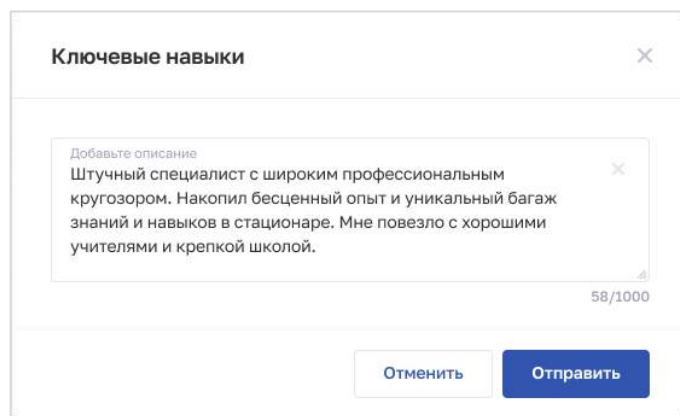 Ключевые навыки
Добавьте описание
Штучный специалист с широким профессиональным
кругозором. Накопил бесценный опыт и уникальный багаж
знаний и навыков в стационаре. Мне повезло с хорошими
учителями и крепкой школой.
58/1000
Отменить
Отправить